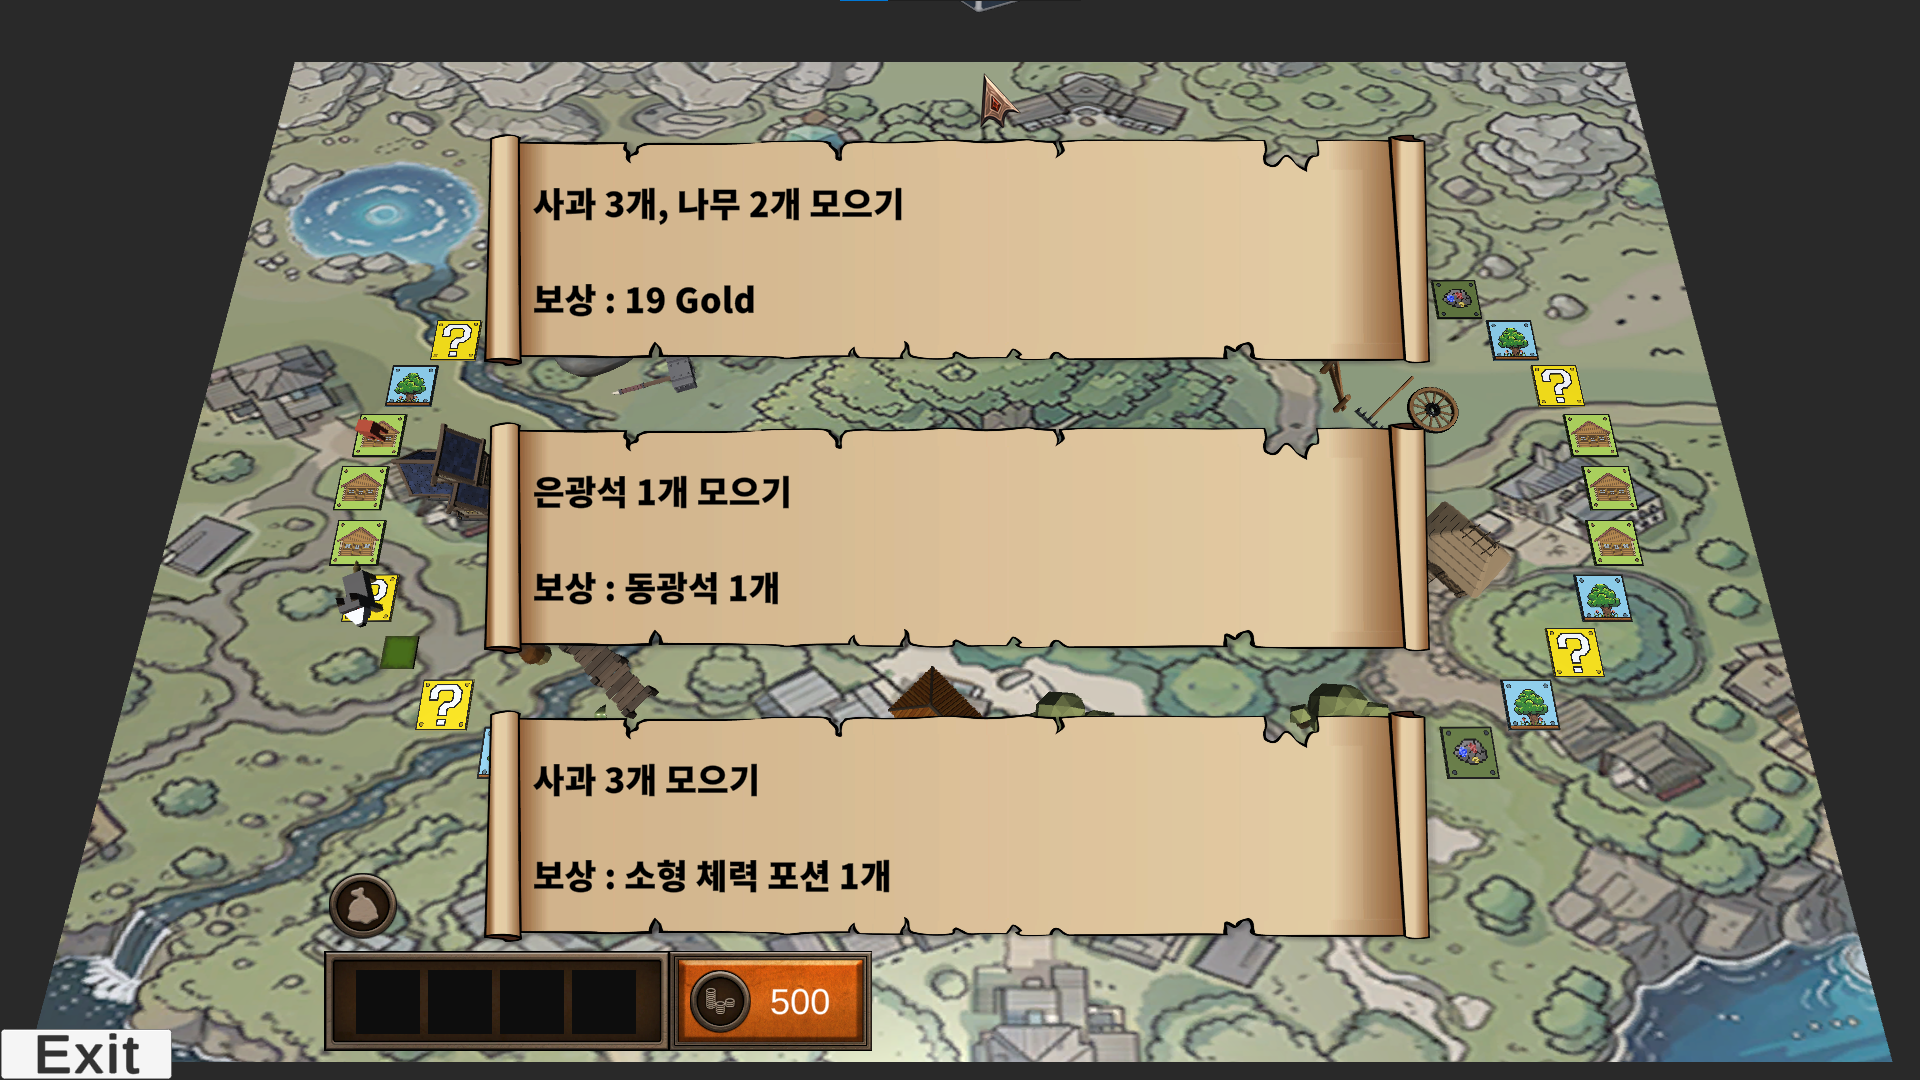 사과 3개, 나무 2개 모으기
보상 : 19 Gold
?
?
은광석 1개 모으기
보상 : 동광석 1개
?
?
?
사과 3개 모으기
보상 : 소형 체력 포션 1개
500
Exit